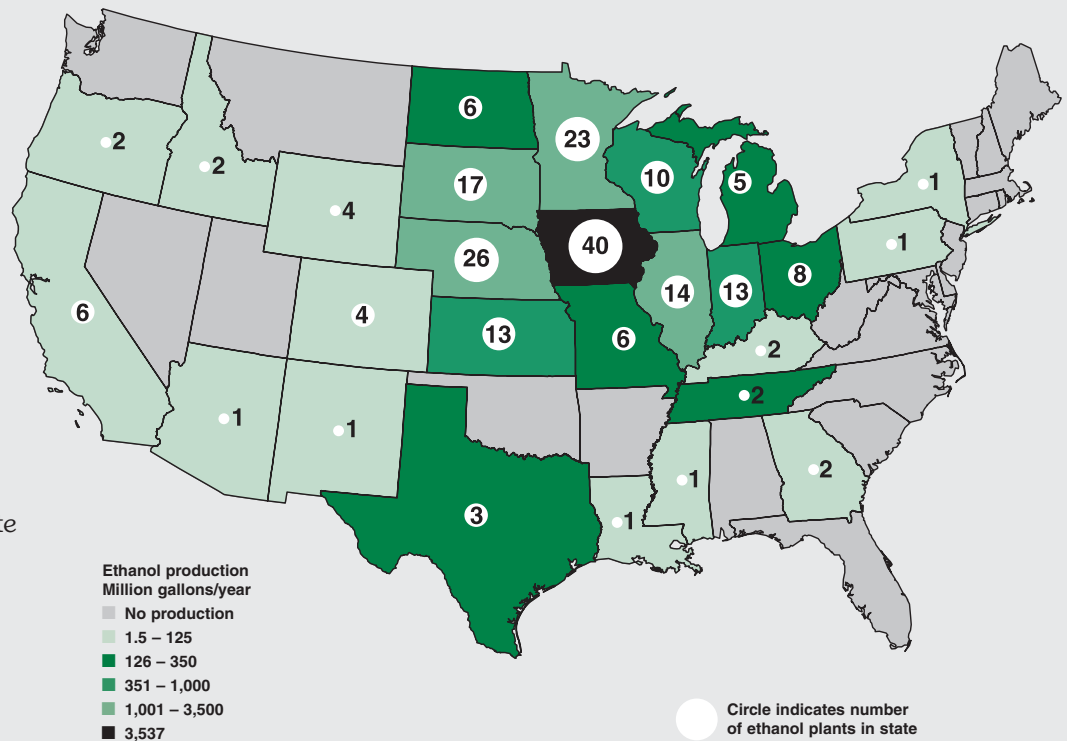 6
23
2
10
5
2
17
1
4
40
1
26
8
14
13
6
4
13
6
2
2
1
1
2
1
3
1
te
Ethanol production
Million gallons/year
No production
1.5 – 125
126 – 350
351 – 1,000
1,001 – 3,500
3,537
Circle indicates number
of ethanol plants in state